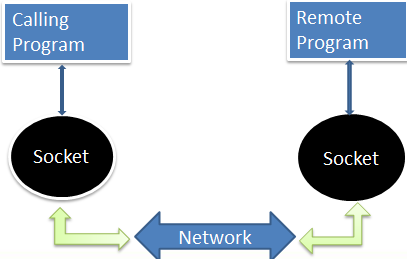 Calling
Program
Remote
Program
Socket
Socket
Network